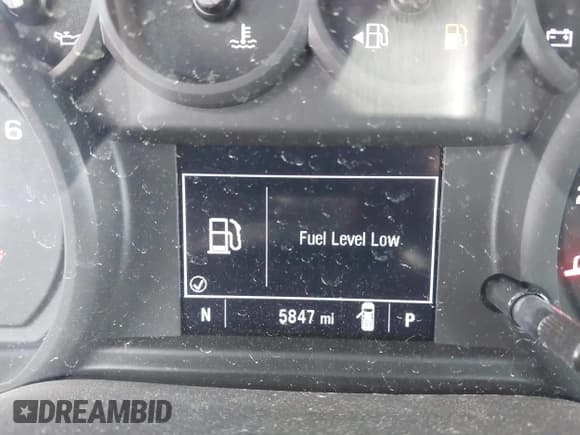 6
Fuel Level Low
N 5847 mi P
DREAMBID